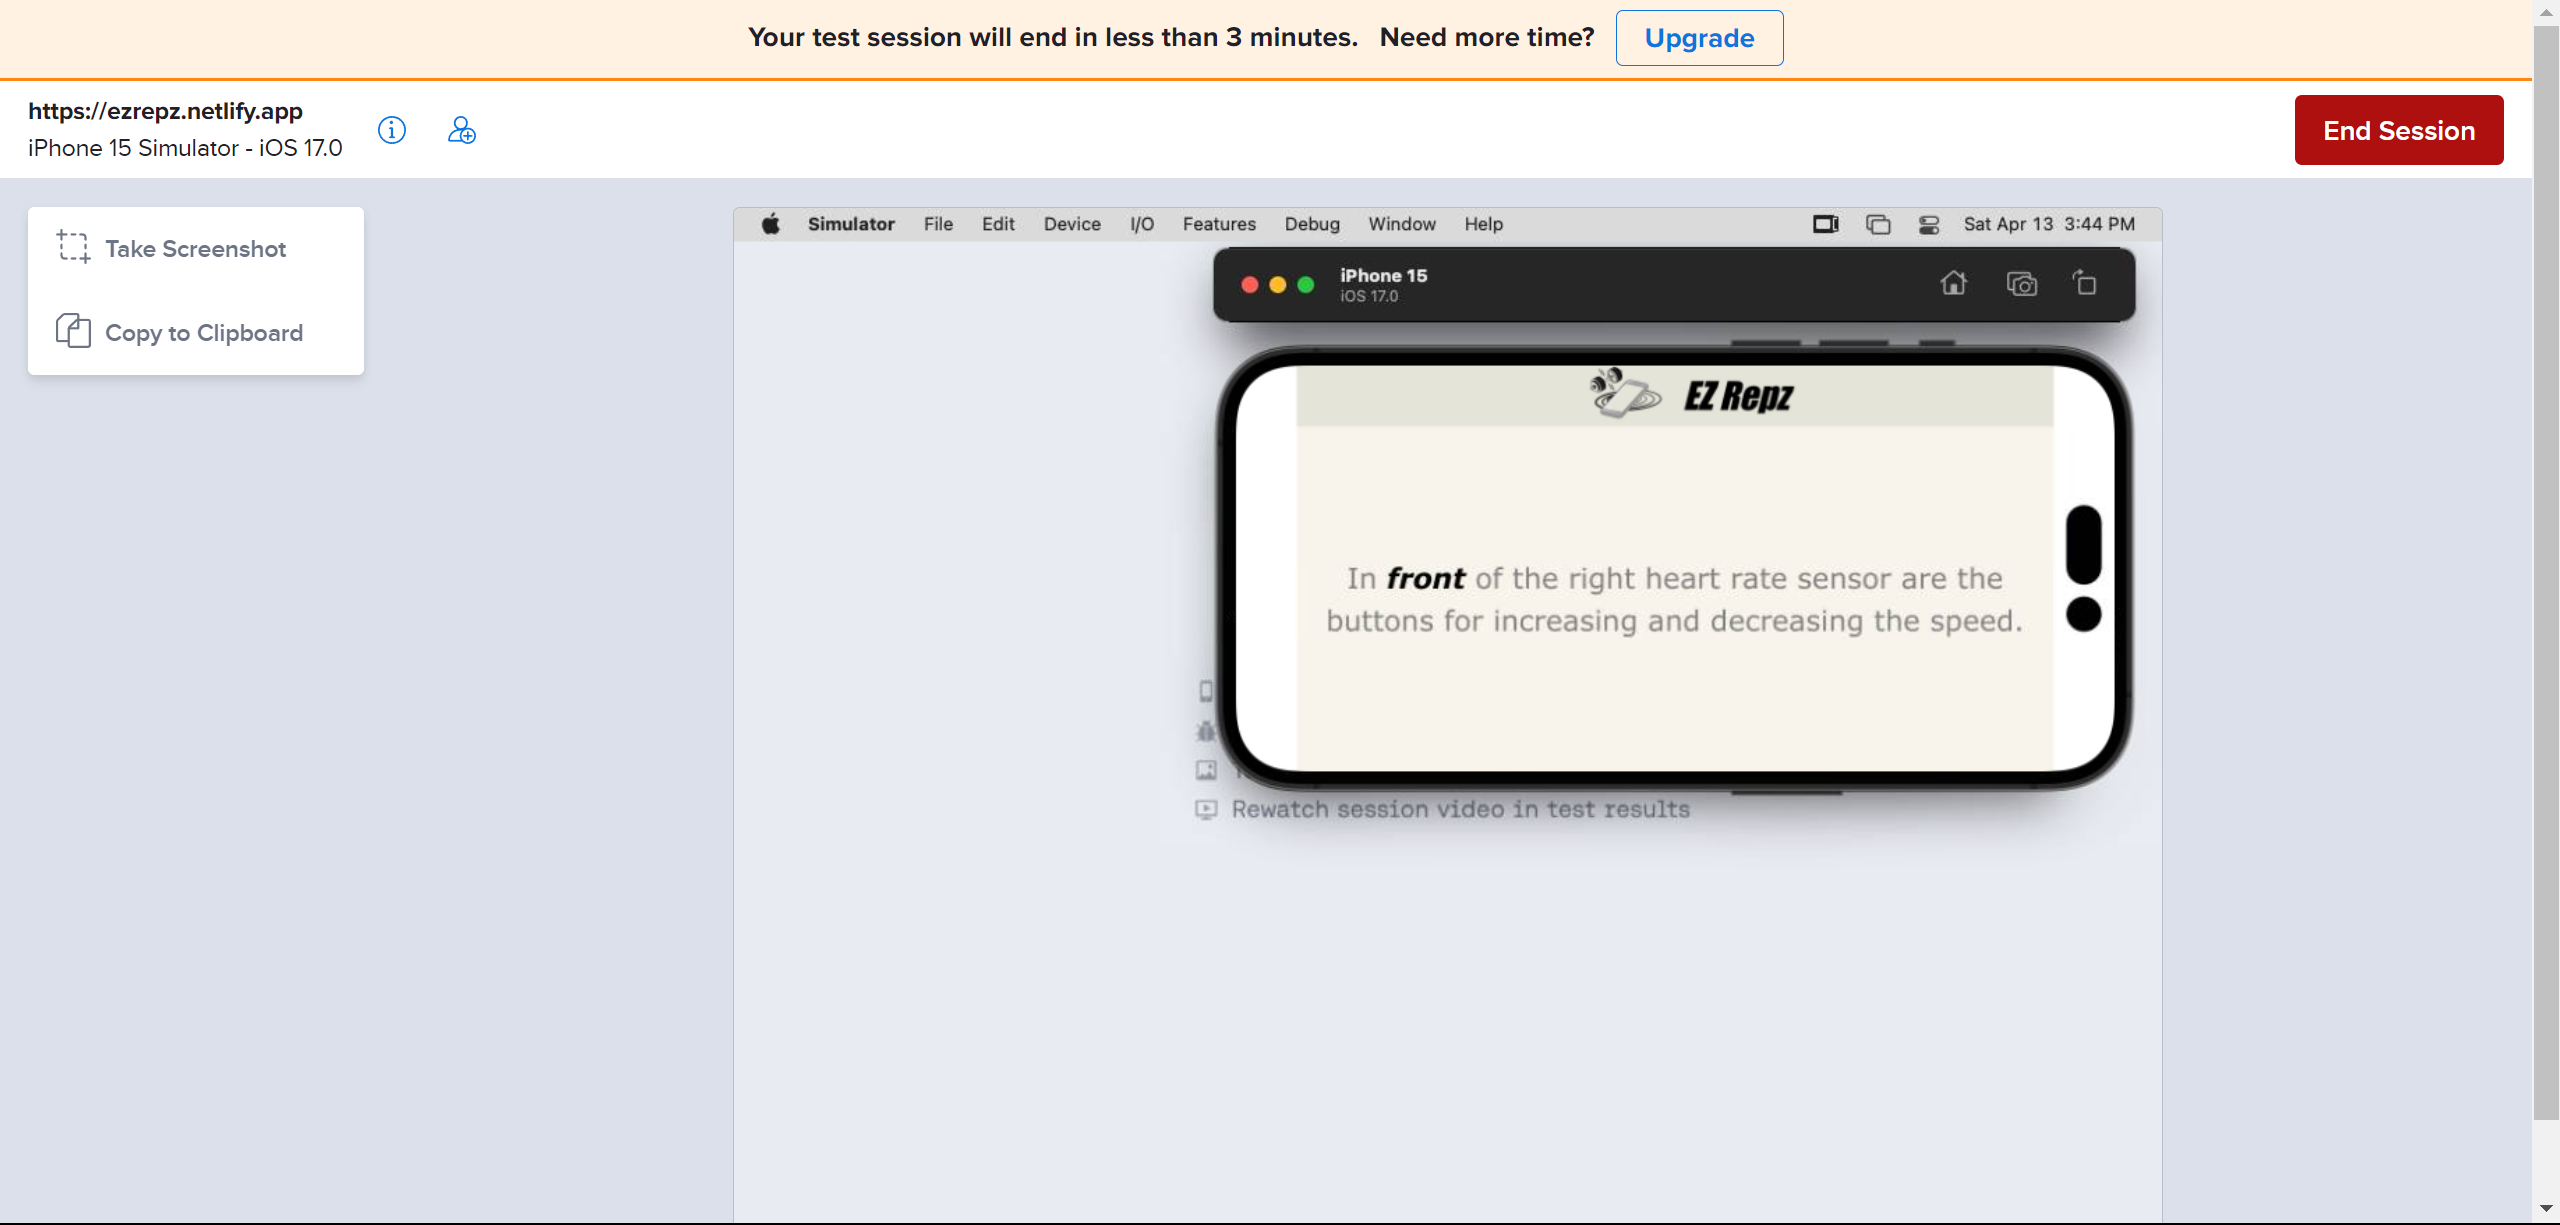 Your test session will end in less than 3 minutes. Need more time? Upgrade
https://ezrepz.netlify.app
iPhone 15 Simulator - iOS 17.0
End Session
Take Screenshot
Copy to Clipboard
Simulator File Edit Device I/O Features Debug Window Help Sat Apr 13 3:44 PM
iPhone 15
iOS 17.0
EZ Repz
In front of the right heart rate sensor are the
buttons for increasing and decreasing the speed.
Rewatch session video in test results